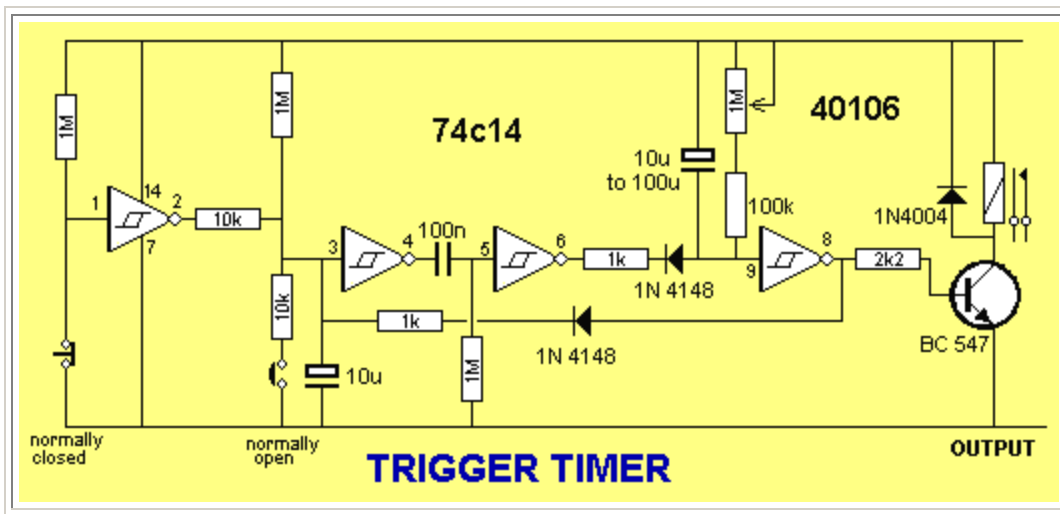 1M
1
14
2
7
10k
normally
closed
1M
10k
normally
open
74c14
3
4
100n
5
6
1k
1N 4148
1k
1N 4148
10u
1M
10u
to 100u
1M
100k
40106
9
8
2k2
1N4004
BC 547
OUTPUT
TRIGGER TIMER